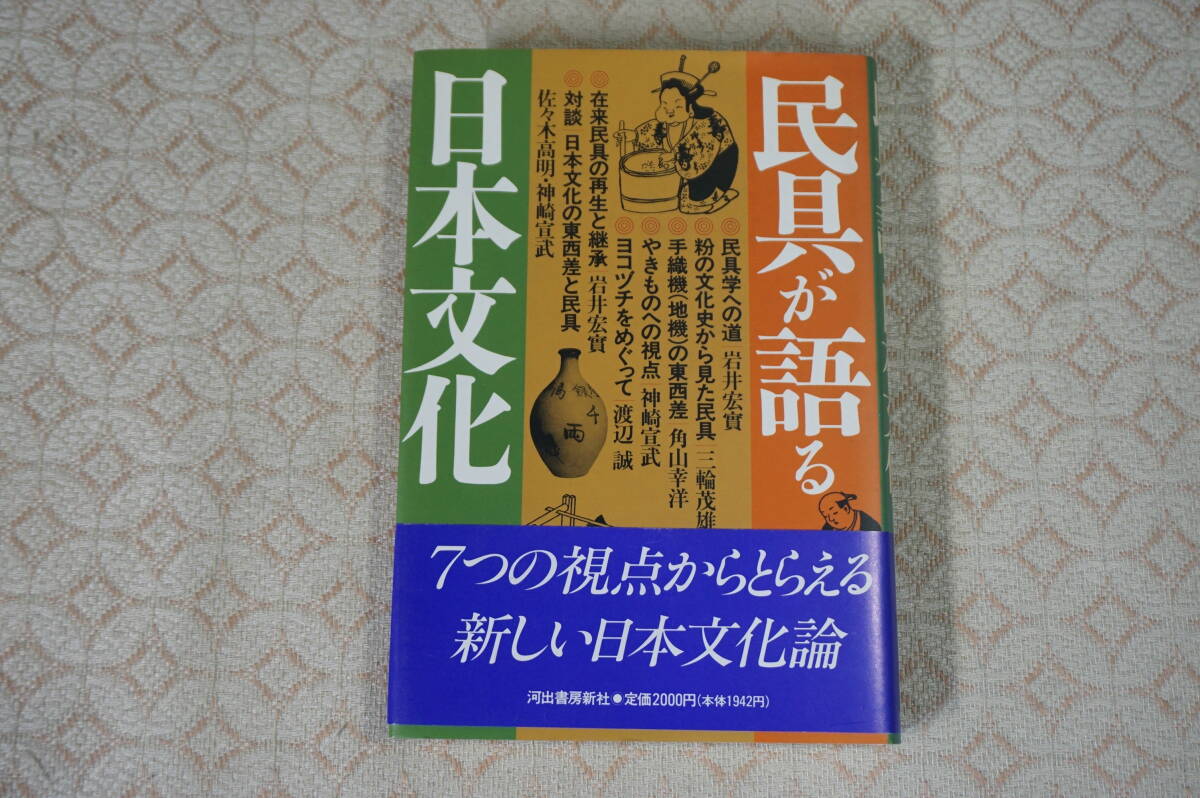 民具が語る
日本文化
民具学への道 岩井宏實
粉の文化史から見た民具 三輪茂雄
手織機(地機)の東西差 角山幸洋
やきものへの視点 神崎宣武
ヨコヅチをめぐって 渡辺 誠
在来民具の再生と継承 岩井宏實
対談 日本文化の東西差と民具
佐々木高明・神崎宣武
7つの視点からとらえる
新しい日本文化論
河出書房新社●定価2000円(本体1942円)